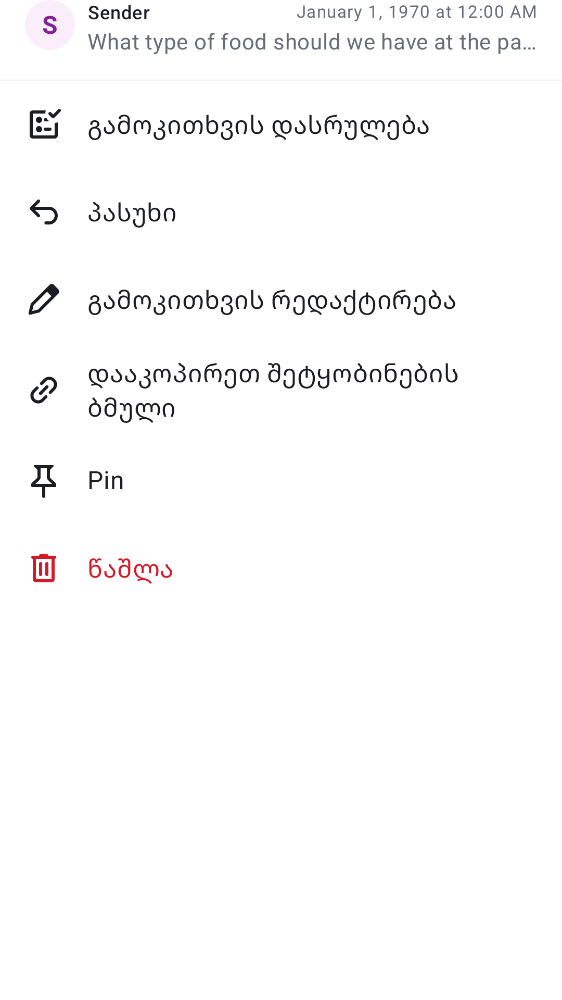 S
Sender
January 1, 1970 at 12:00 AM
What type of food should we have at the pa...
გამოკითხვის დასრულება
პასუხი
გამოკითხვის რედაქტირება
დააკოპირეთ შეტყობინების
ბმული
Pin
წაშლა